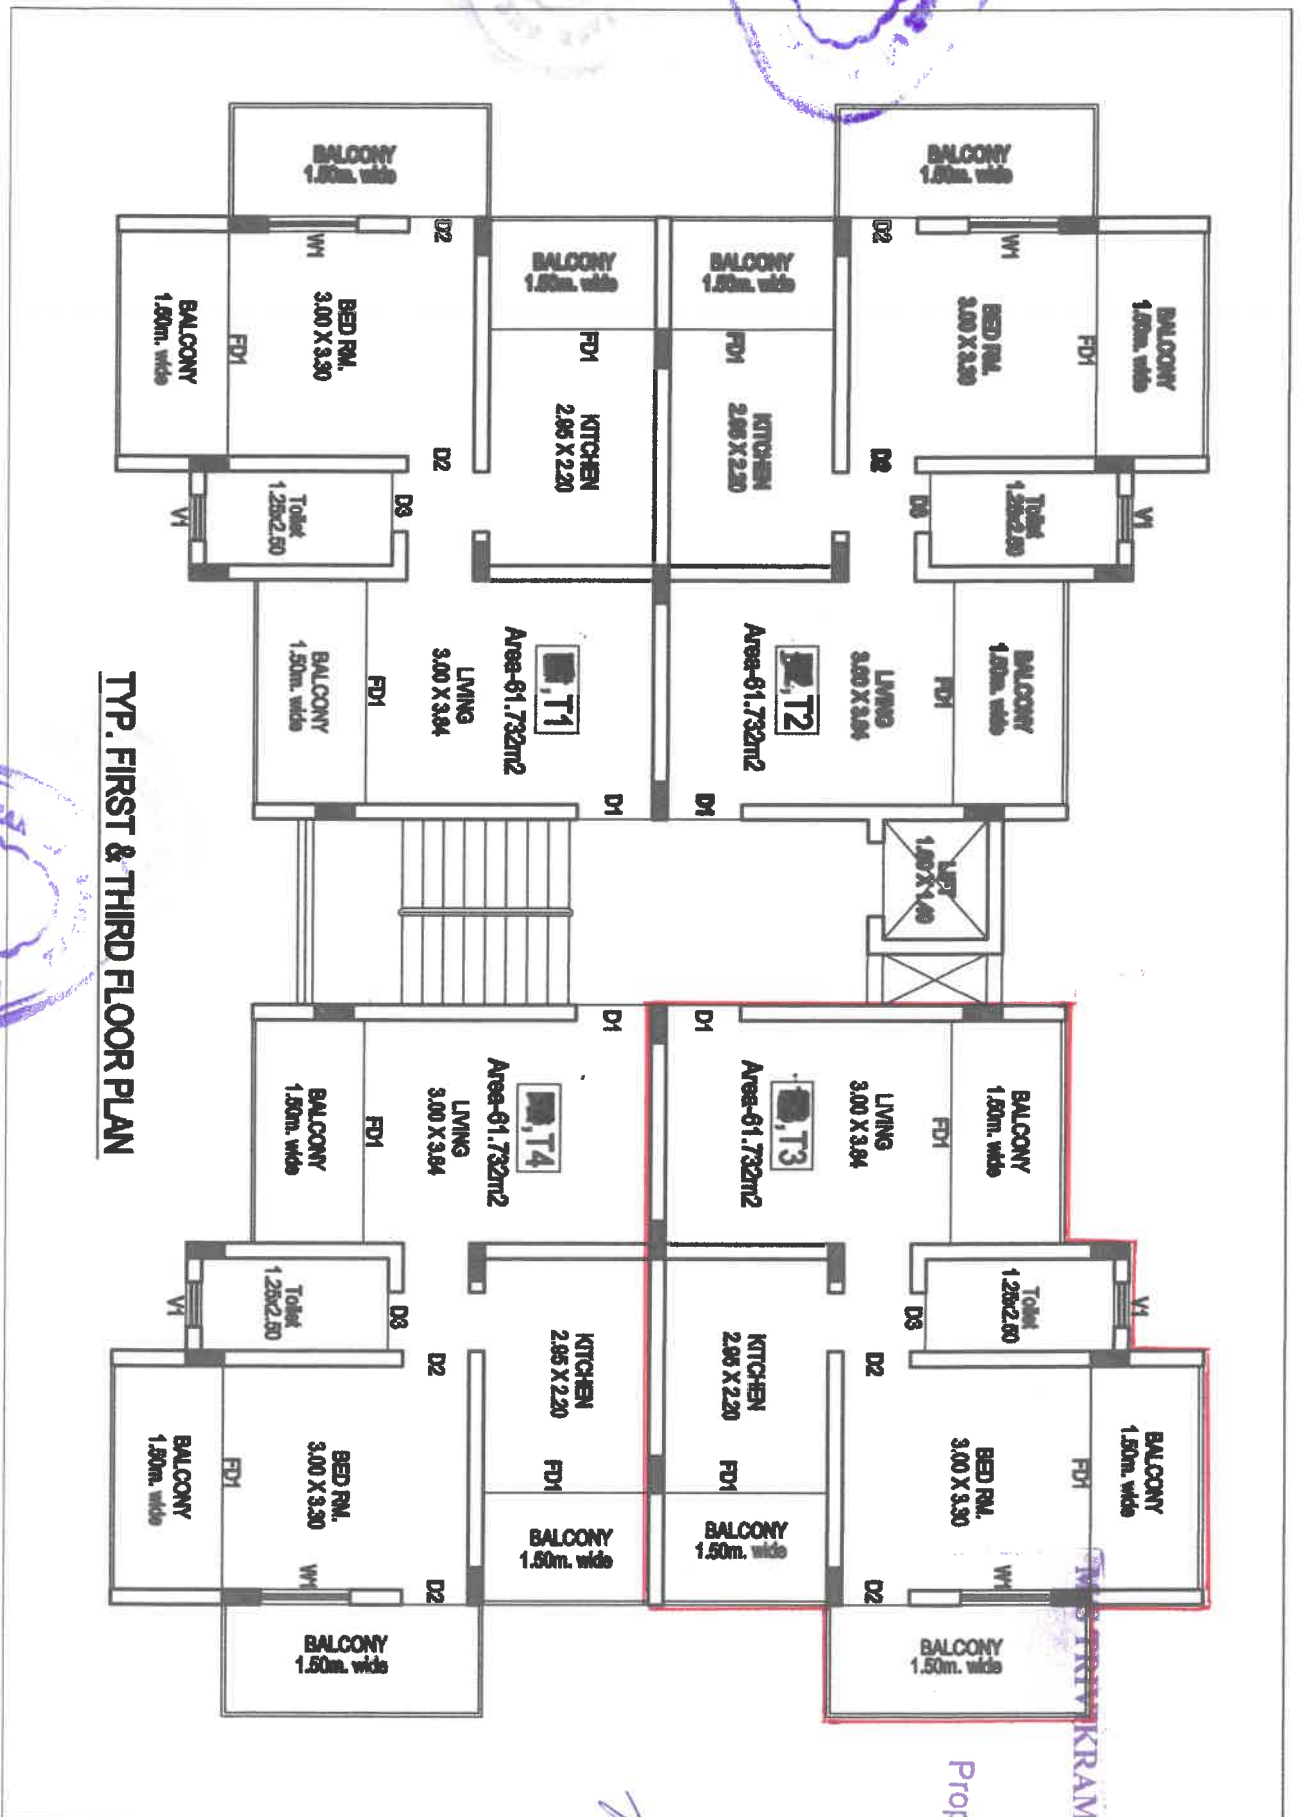 BALCONY
1.50m. wide
BALCONY
1.50m. wide
D2
W1
BALCONY
1.50m. wide
BALCONY
1.50m. wide
D2
W1
BALCONY
1.50m. wide
FD1
BED RM.
3.00 X 3.30
FD1
KITCHEN
2.95 X 2.20
FD1
KITCHEN
2.95 X 2.20
BED RM.
3.00 X 3.30
FD1
BALCONY
1.50m. wide
D2
D2
V1
Toilet
1.25x2.50
D3
D3
Toilet
1.25x2.50
V1
BALCONY
1.50m. wide
FD1
LIVING
3.00 X 3.84
,T1
Area-61.732m2
,T2
Area-61.732m2
LIVING
3.00 X 3.84
FD1
BALCONY
1.50m. wide
D1
D1
LIFT
TYP. FIRST & THIRD FLOOR PLAN
D1
D1
BALCONY
1.50m. wide
FD1
LIVING
3.00 X 3.84
,T4
Area-61.732m2
,T3
Area-61.732m2
LIVING
3.00 X 3.84
FD1
BALCONY
1.50m. wide
V1
Toilet
1.25x2.50
D3
D3
Toilet
1.25x2.50
V1
D2
D2
KITCHEN
2.95 X 2.20
FD1
KITCHEN
2.95 X 2.20
FD1
BALCONY
1.50m. wide
FD1
BED RM.
3.00 X 3.30
BED RM.
3.00 X 3.30
FD1
BALCONY
1.50m. wide
W1
D2
BALCONY
1.50m. wide
BALCONY
1.50m. wide
D2
W1
BALCONY
1.50m. wide
BALCONY
1.50m. wide
Prop